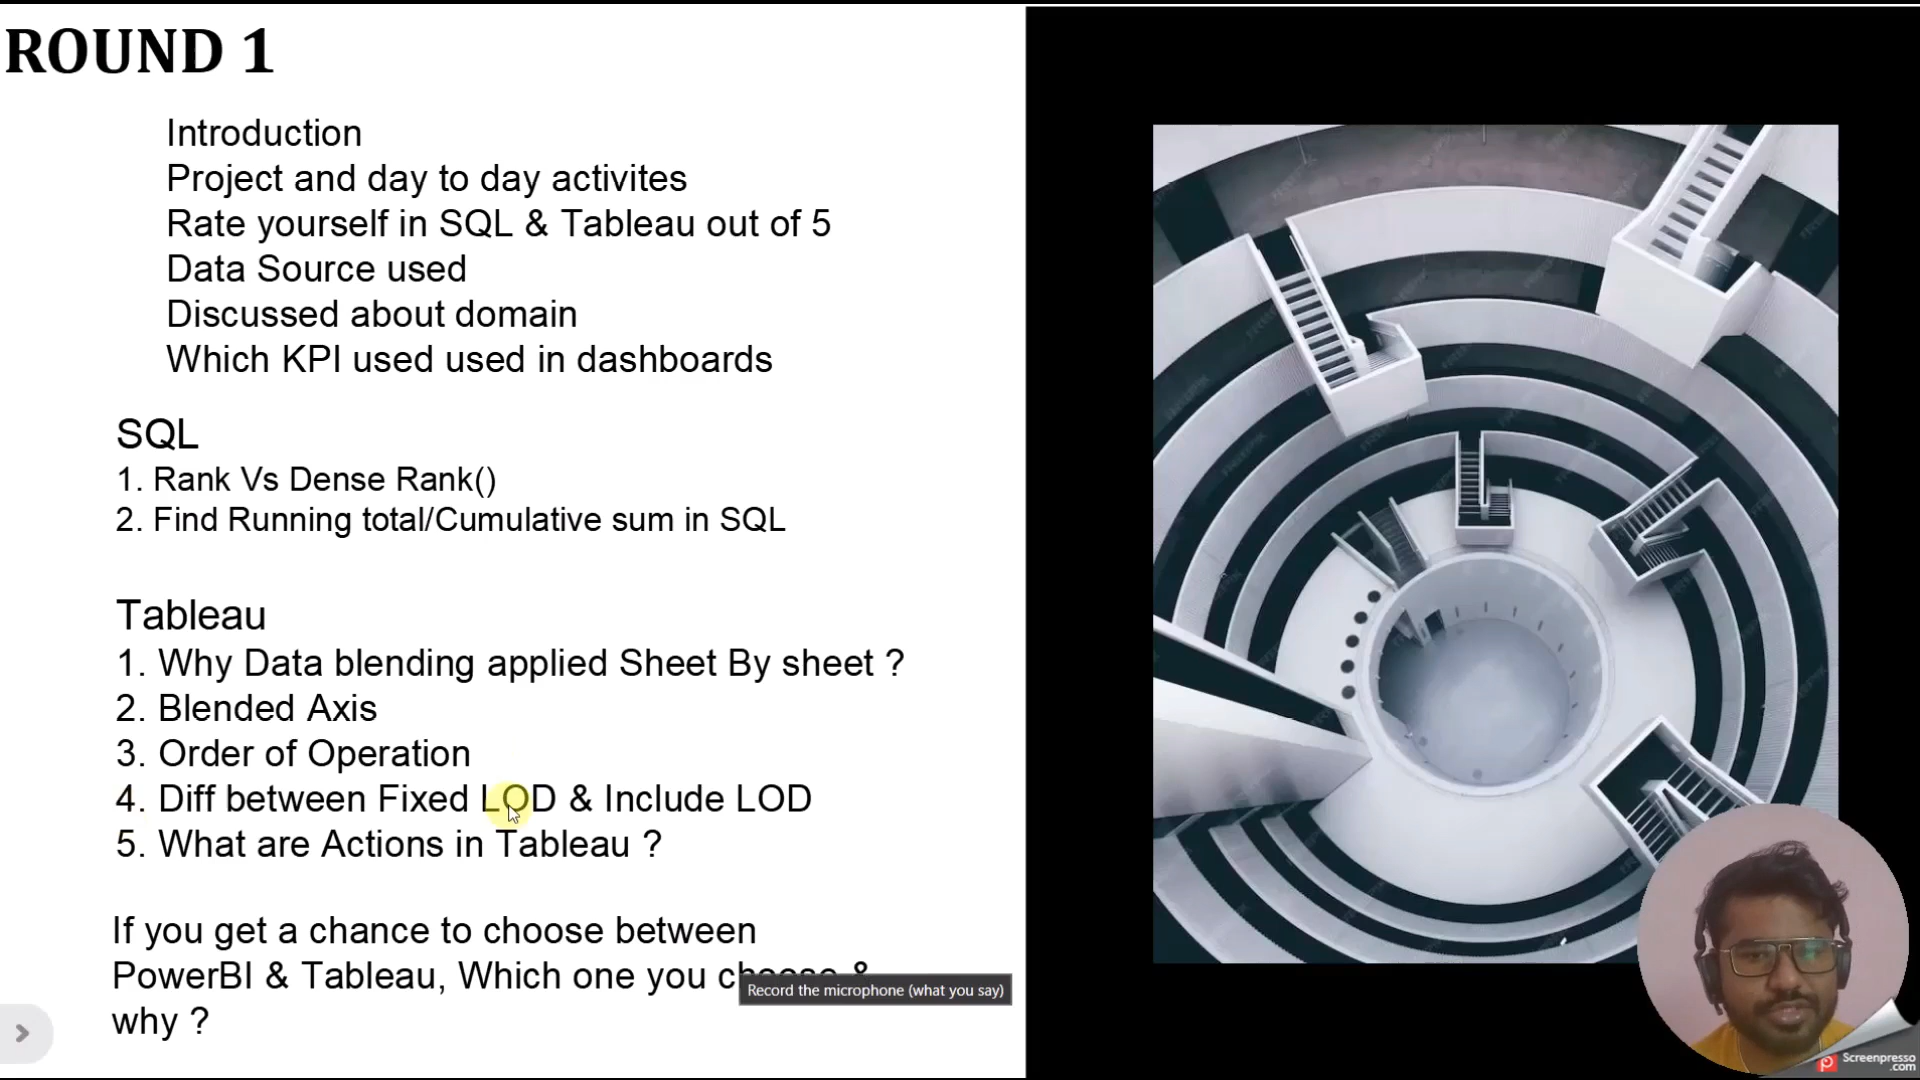 ROUND 1
Introduction
Project and day to day activites
Rate yourself in SQL & Tableau out of 5
Data Source used
Discussed about domain
Which KPI used used in dashboards
SQL
1. Rank Vs Dense Rank()
2. Find Running total/Cumulative sum in SQL
Tableau
1. Why Data blending applied Sheet By sheet ?
2. Blended Axis
3. Order of Operation
4. Diff between Fixed LOD & Include LOD
5. What are Actions in Tableau ?
If you get a chance to choose between
PowerBI & Tableau, Which one you choose &
why ?
Record the microphone (what you say)
Screenpresso
.com